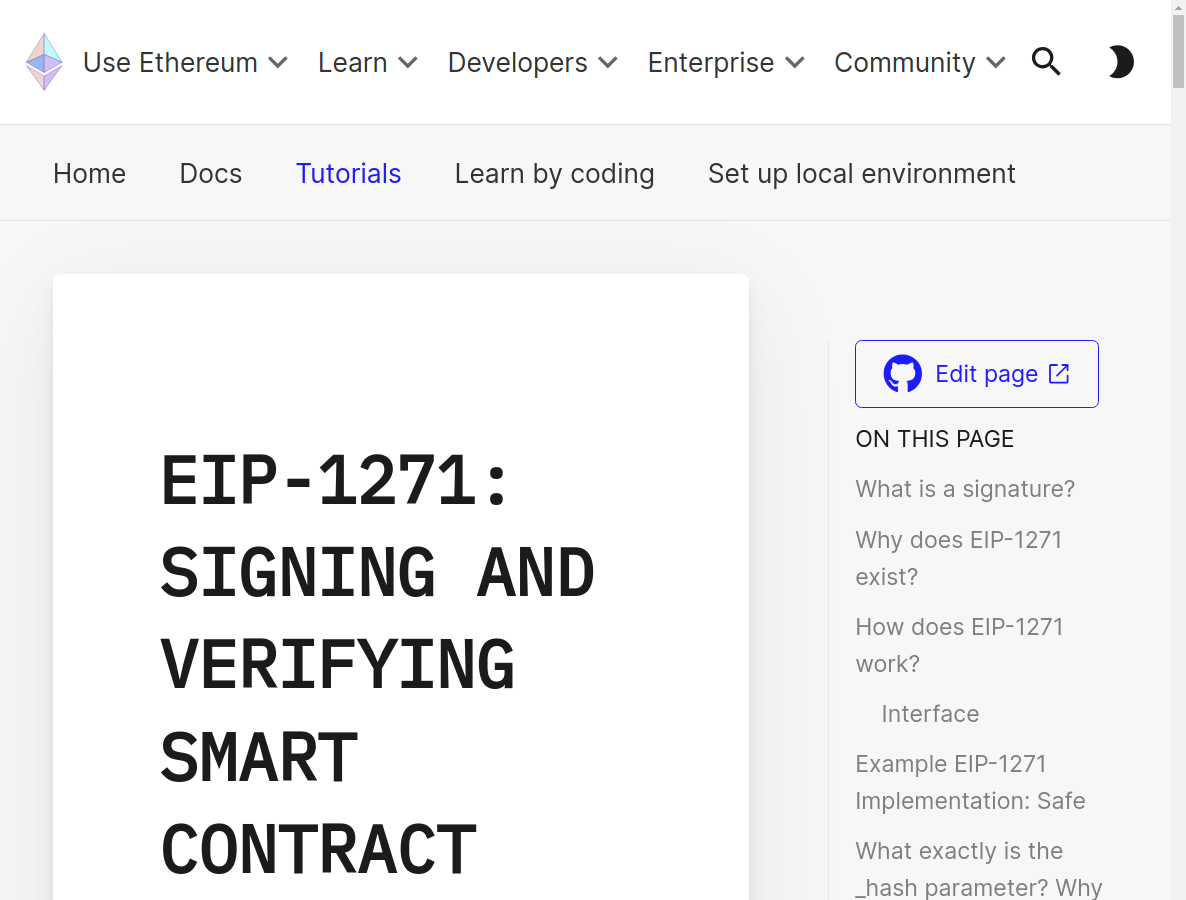 Use Ethereum Learn Developers Enterprise Community
Home Docs Tutorials Learn by coding Set up local environment
EIP-1271:
SIGNING AND
VERIFYING
SMART
CONTRACT
Edit page
ON THIS PAGE
What is a signature?
Why does EIP-1271
exist?
How does EIP-1271
work?
Interface
Example EIP-1271
Implementation: Safe
What exactly is the
_hash parameter? Why